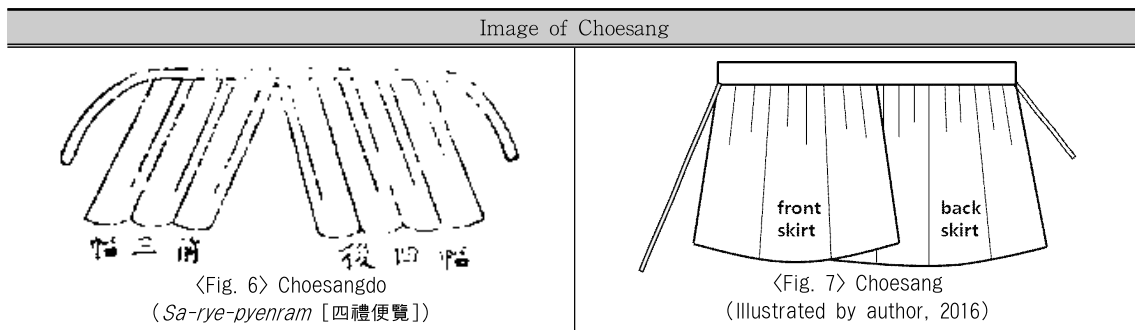 Image of Choesang
幅三前
後四幅
〈Fig. 6〉 Choesangdo
(Sa-rye-pyenram [四禮便覽])
front
skirt
back
skirt
〈Fig. 7〉 Choesang
(Illustrated by author, 2016)